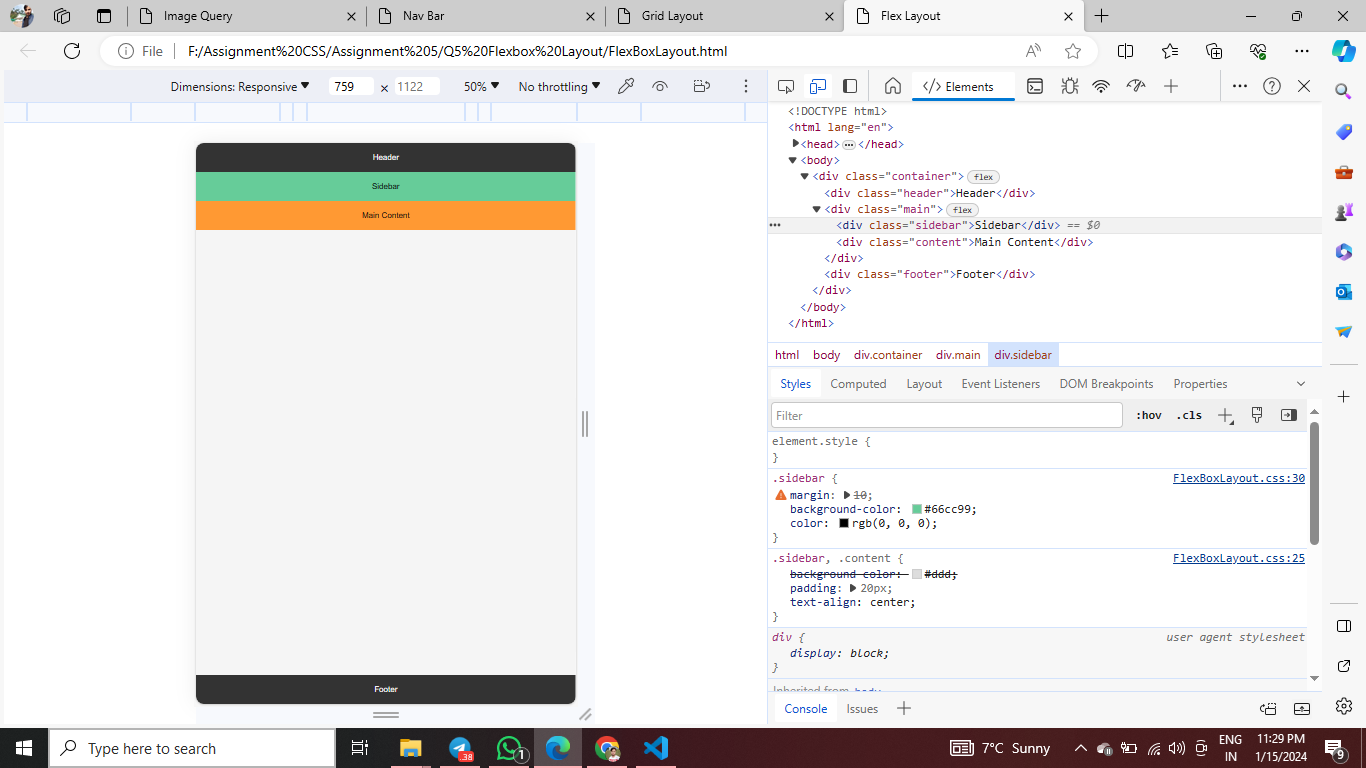 Image Query
Nav Bar
Grid Layout
Flex Layout
File
F:/Assignment%20CSS/Assignment%205/Q5%20Flexbox%20Layout/FlexBoxLayout.html
Dimensions: Responsive
759
×
1122
50%
No throttling
Elements
Header
Sidebar
Main Content
Footer
<!DOCTYPE html>
<html lang="en">
<head> ••• </head>
<body>
<div class="container"> flex
<div class="header">Header</div>
<div class="main"> flex
••• <div class="sidebar">Sidebar</div> == $0
<div class="content">Main Content</div>
</div>
<div class="footer">Footer</div>
</div>
</body>
</html>
html body div.container div.main div.sidebar
Styles Computed Layout Event Listeners DOM Breakpoints Properties
Filter
:hov .cls
element.style {
}
.sidebar { FlexBoxLayout.css:30
margin: 10;
background-color: #66cc99;
color: rgb(0, 0, 0);
}
.sidebar, .content { FlexBoxLayout.css:25
background-color: #ddd;
padding: 20px;
text-align: center;
}
div { user agent stylesheet
display: block;
}
Inherited from body
Console Issues
Type here to search
38
1
7°C Sunny
ENG
IN
11:29 PM
1/15/2024
9